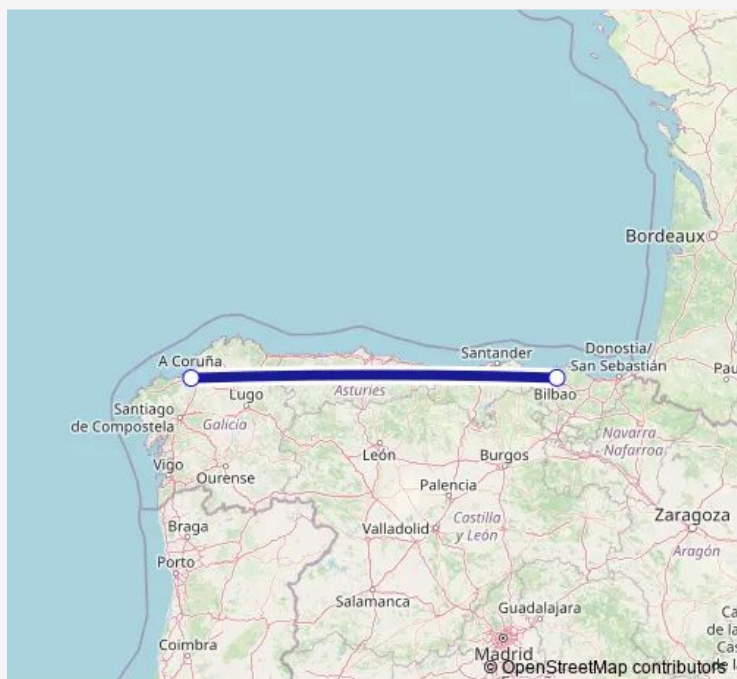 Bordeaux
A Coruña
Santander
Donostia/
San Sebastián
Pau
Lugo
Asturies
Bilbao
Santiago
de Compostela
Galicia
León
Burgos
Navarra
Nafarroa
Vigo
Ourense
Palencia
Braga
Valladolid
Castilla
y León
Zaragoza
Aragón
Porto
Salamanca
Guadalajara
Coimbra
Madrid
© OpenStreetMap contributors